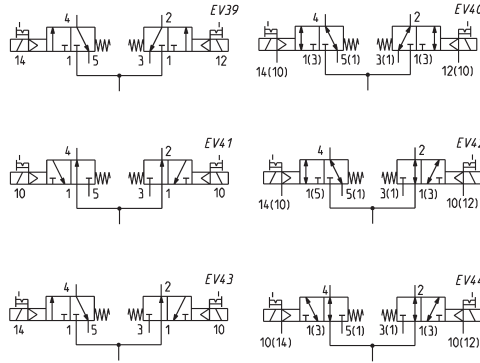 4 2 EV39
14 1 5 3 1 12
4 2 EV40
14(10) 1(3) 5(1) 3(1) 1(3) 12(10)
4 2 EV41
10 1 5 3 1 10
4 2 EV42
14(10) 1(5) 5(1) 3(1) 1(3) 10(12)
4 2 EV43
14 1 5 3 1 10
4 2 EV44
10(14) 1(3) 5(1) 3(1) 1(3) 10(12)